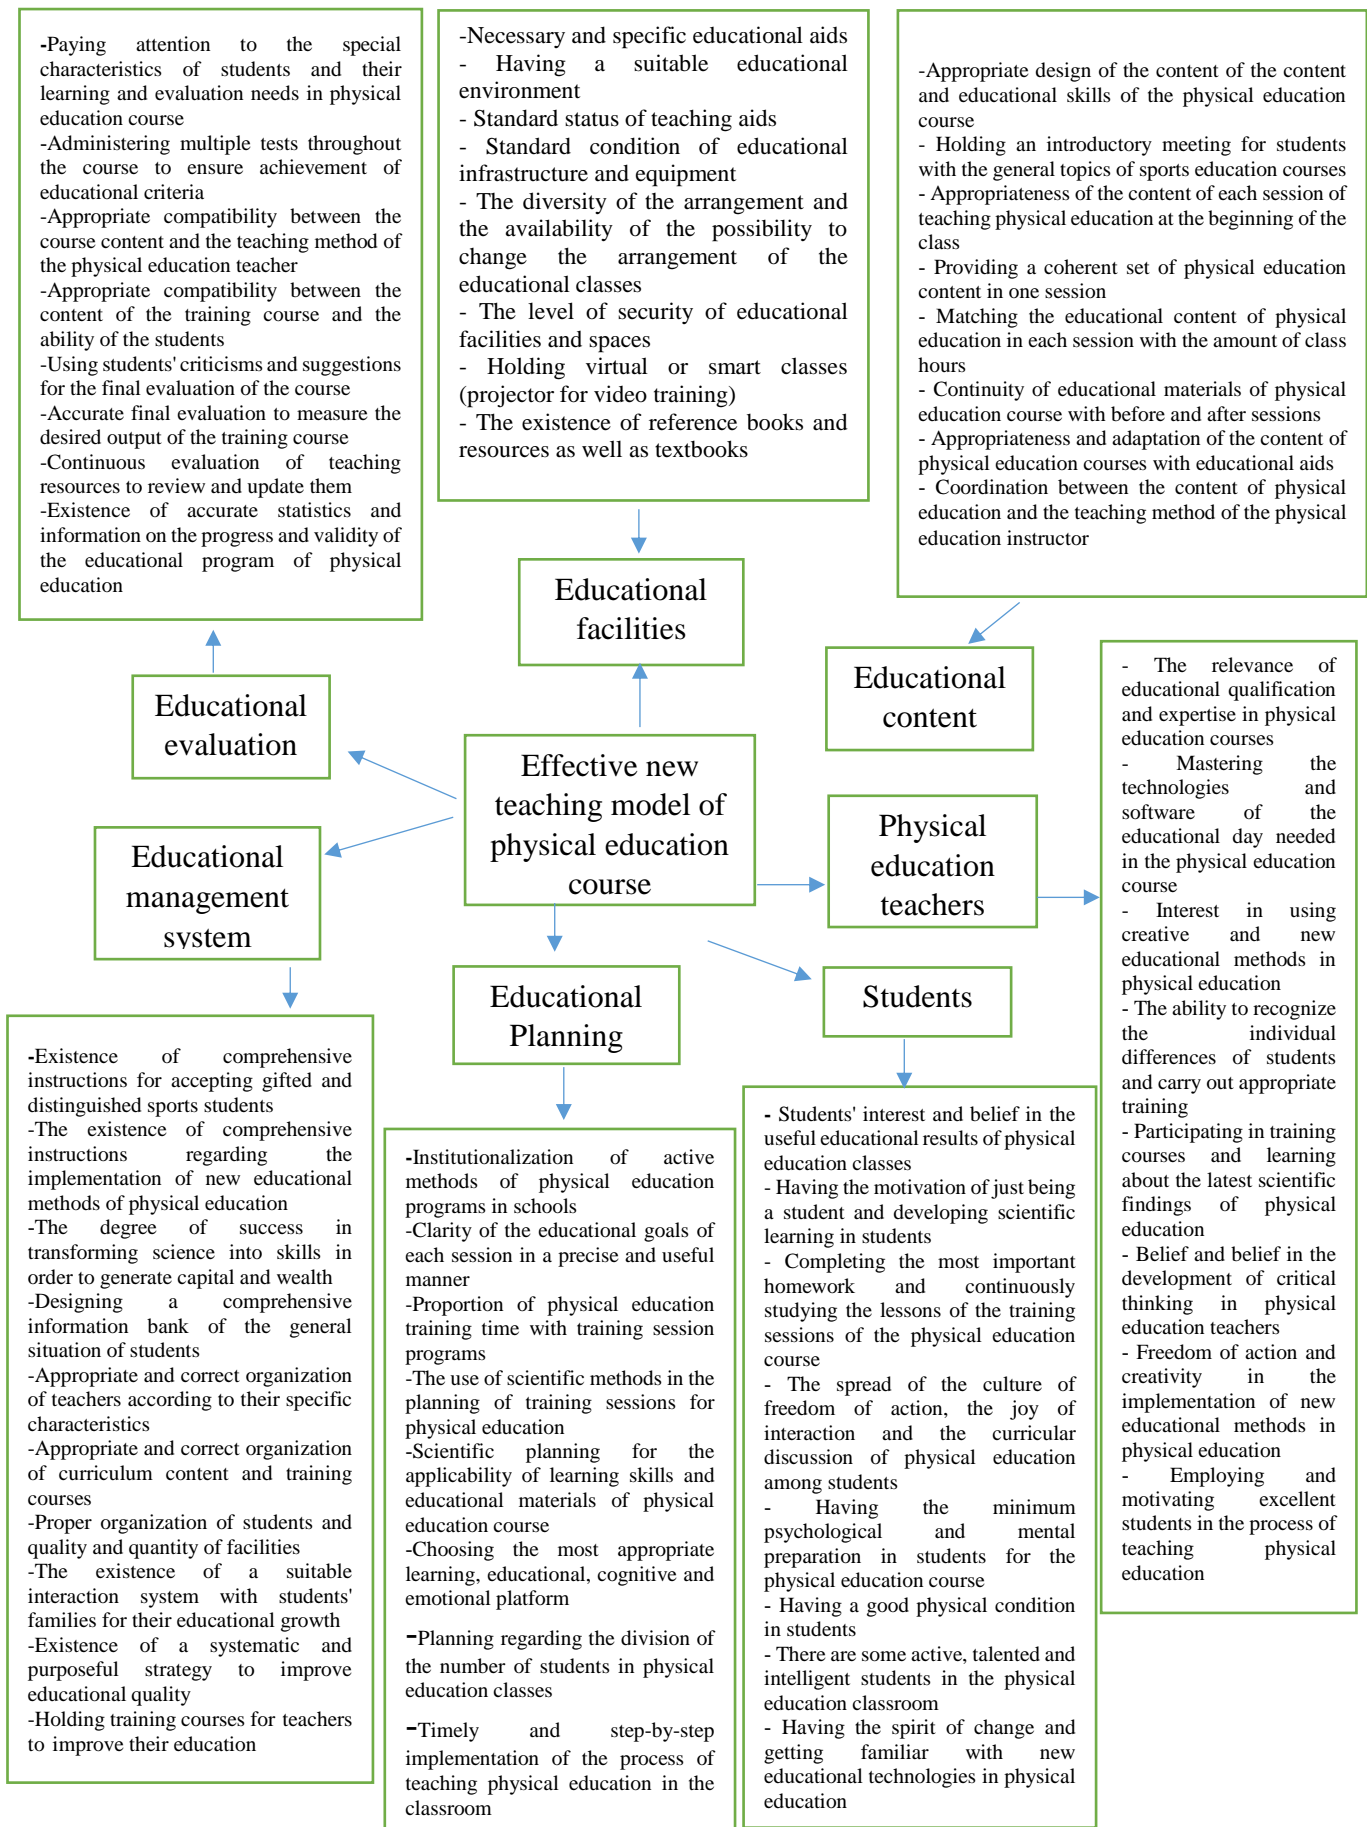 -Paying attention to the special
characteristics of students and their
learning and evaluation needs in physical
education course
-Administering multiple tests throughout
the course to ensure achievement of
educational criteria
-Appropriate compatibility between the
course content and the teaching method of
the physical education teacher
-Appropriate compatibility between the
content of the training course and the
ability of the students
-Using students' criticisms and suggestions
for the final evaluation of the course
-Accurate final evaluation to measure the
desired output of the training course
-Continuous evaluation of teaching
resources to review and update them
-Existence of accurate statistics and
information on the progress and validity of
the educational program of physical
education
-Necessary and specific educational aids
- Having a suitable educational
environment
- Standard status of teaching aids
- Standard condition of educational
infrastructure and equipment
- The diversity of the arrangement and
the availability of the possibility to
change the arrangement of the
educational classes
- The level of security of educational
facilities and spaces
- Holding virtual or smart classes
(projector for video training)
- The existence of reference books and
resources as well as textbooks
-Appropriate design of the content of the content
and educational skills of the physical education
course
- Holding an introductory meeting for students
with the general topics of sports education courses
- Appropriateness of the content of each session of
teaching physical education at the beginning of the
class
- Providing a coherent set of physical education
content in one session
- Matching the educational content of physical
education in each session with the amount of class
hours
- Continuity of educational materials of physical
education course with before and after sessions
- Appropriateness and adaptation of the content of
physical education courses with educational aids
- Coordination between the content of physical
education and the teaching method of the physical
education instructor
Educational
facilities
Educational
evaluation
Educational
content
Effective new
teaching model of
physical education
course
Educational
management
system
Physical
education
teachers
Educational
Planning
Students
- The relevance of
educational qualification
and expertise in physical
education courses
- Mastering the
technologies and
software of the
educational day needed
in the physical education
course
- Interest in using
creative and new
educational methods in
physical education
- The ability to recognize
the individual
differences of students
and carry out appropriate
training
- Participating in training
courses and learning
about the latest scientific
findings of physical
education
- Belief and belief in the
development of critical
thinking in physical
education teachers
- Freedom of action and
creativity in the
implementation of new
educational methods in
physical education
- Employing and
motivating excellent
students in the process of
teaching physical
education
-Existence of comprehensive
instructions for accepting gifted and
distinguished sports students
-The existence of comprehensive
instructions regarding the
implementation of new educational
methods of physical education
-The degree of success in
transforming science into skills in
order to generate capital and wealth
-Designing a comprehensive
information bank of the general
situation of students
-Appropriate and correct organization
of teachers according to their specific
characteristics
-Appropriate and correct organization
of curriculum content and training
courses
-Proper organization of students and
quality and quantity of facilities
-The existence of a suitable
interaction system with students'
families for their educational growth
-Existence of a systematic and
purposeful strategy to improve
educational quality
-Holding training courses for teachers
to improve their education
-Institutionalization of active
methods of physical education
programs in schools
-Clarity of the educational goals of
each session in a precise and useful
manner
-Proportion of physical education
training time with training session
programs
-The use of scientific methods in the
planning of training sessions for
physical education
-Scientific planning for the
applicability of learning skills and
educational materials of physical
education course
-Choosing the most appropriate
learning, educational, cognitive and
emotional platform
-Planning regarding the division of
the number of students in physical
education classes
-Timely and step-by-step
implementation of the process of
teaching physical education in the
classroom
- Students' interest and belief in the
useful educational results of physical
education classes
- Having the motivation of just being
a student and developing scientific
learning in students
- Completing the most important
homework and continuously
studying the lessons of the training
sessions of the physical education
course
- The spread of the culture of
freedom of action, the joy of
interaction and the curricular
discussion of physical education
among students
- Having the minimum
psychological and mental
preparation in students for the
physical education course
- Having a good physical condition
in students
- There are some active, talented and
intelligent students in the physical
education classroom
- Having the spirit of change and
getting familiar with new
educational technologies in physical
education